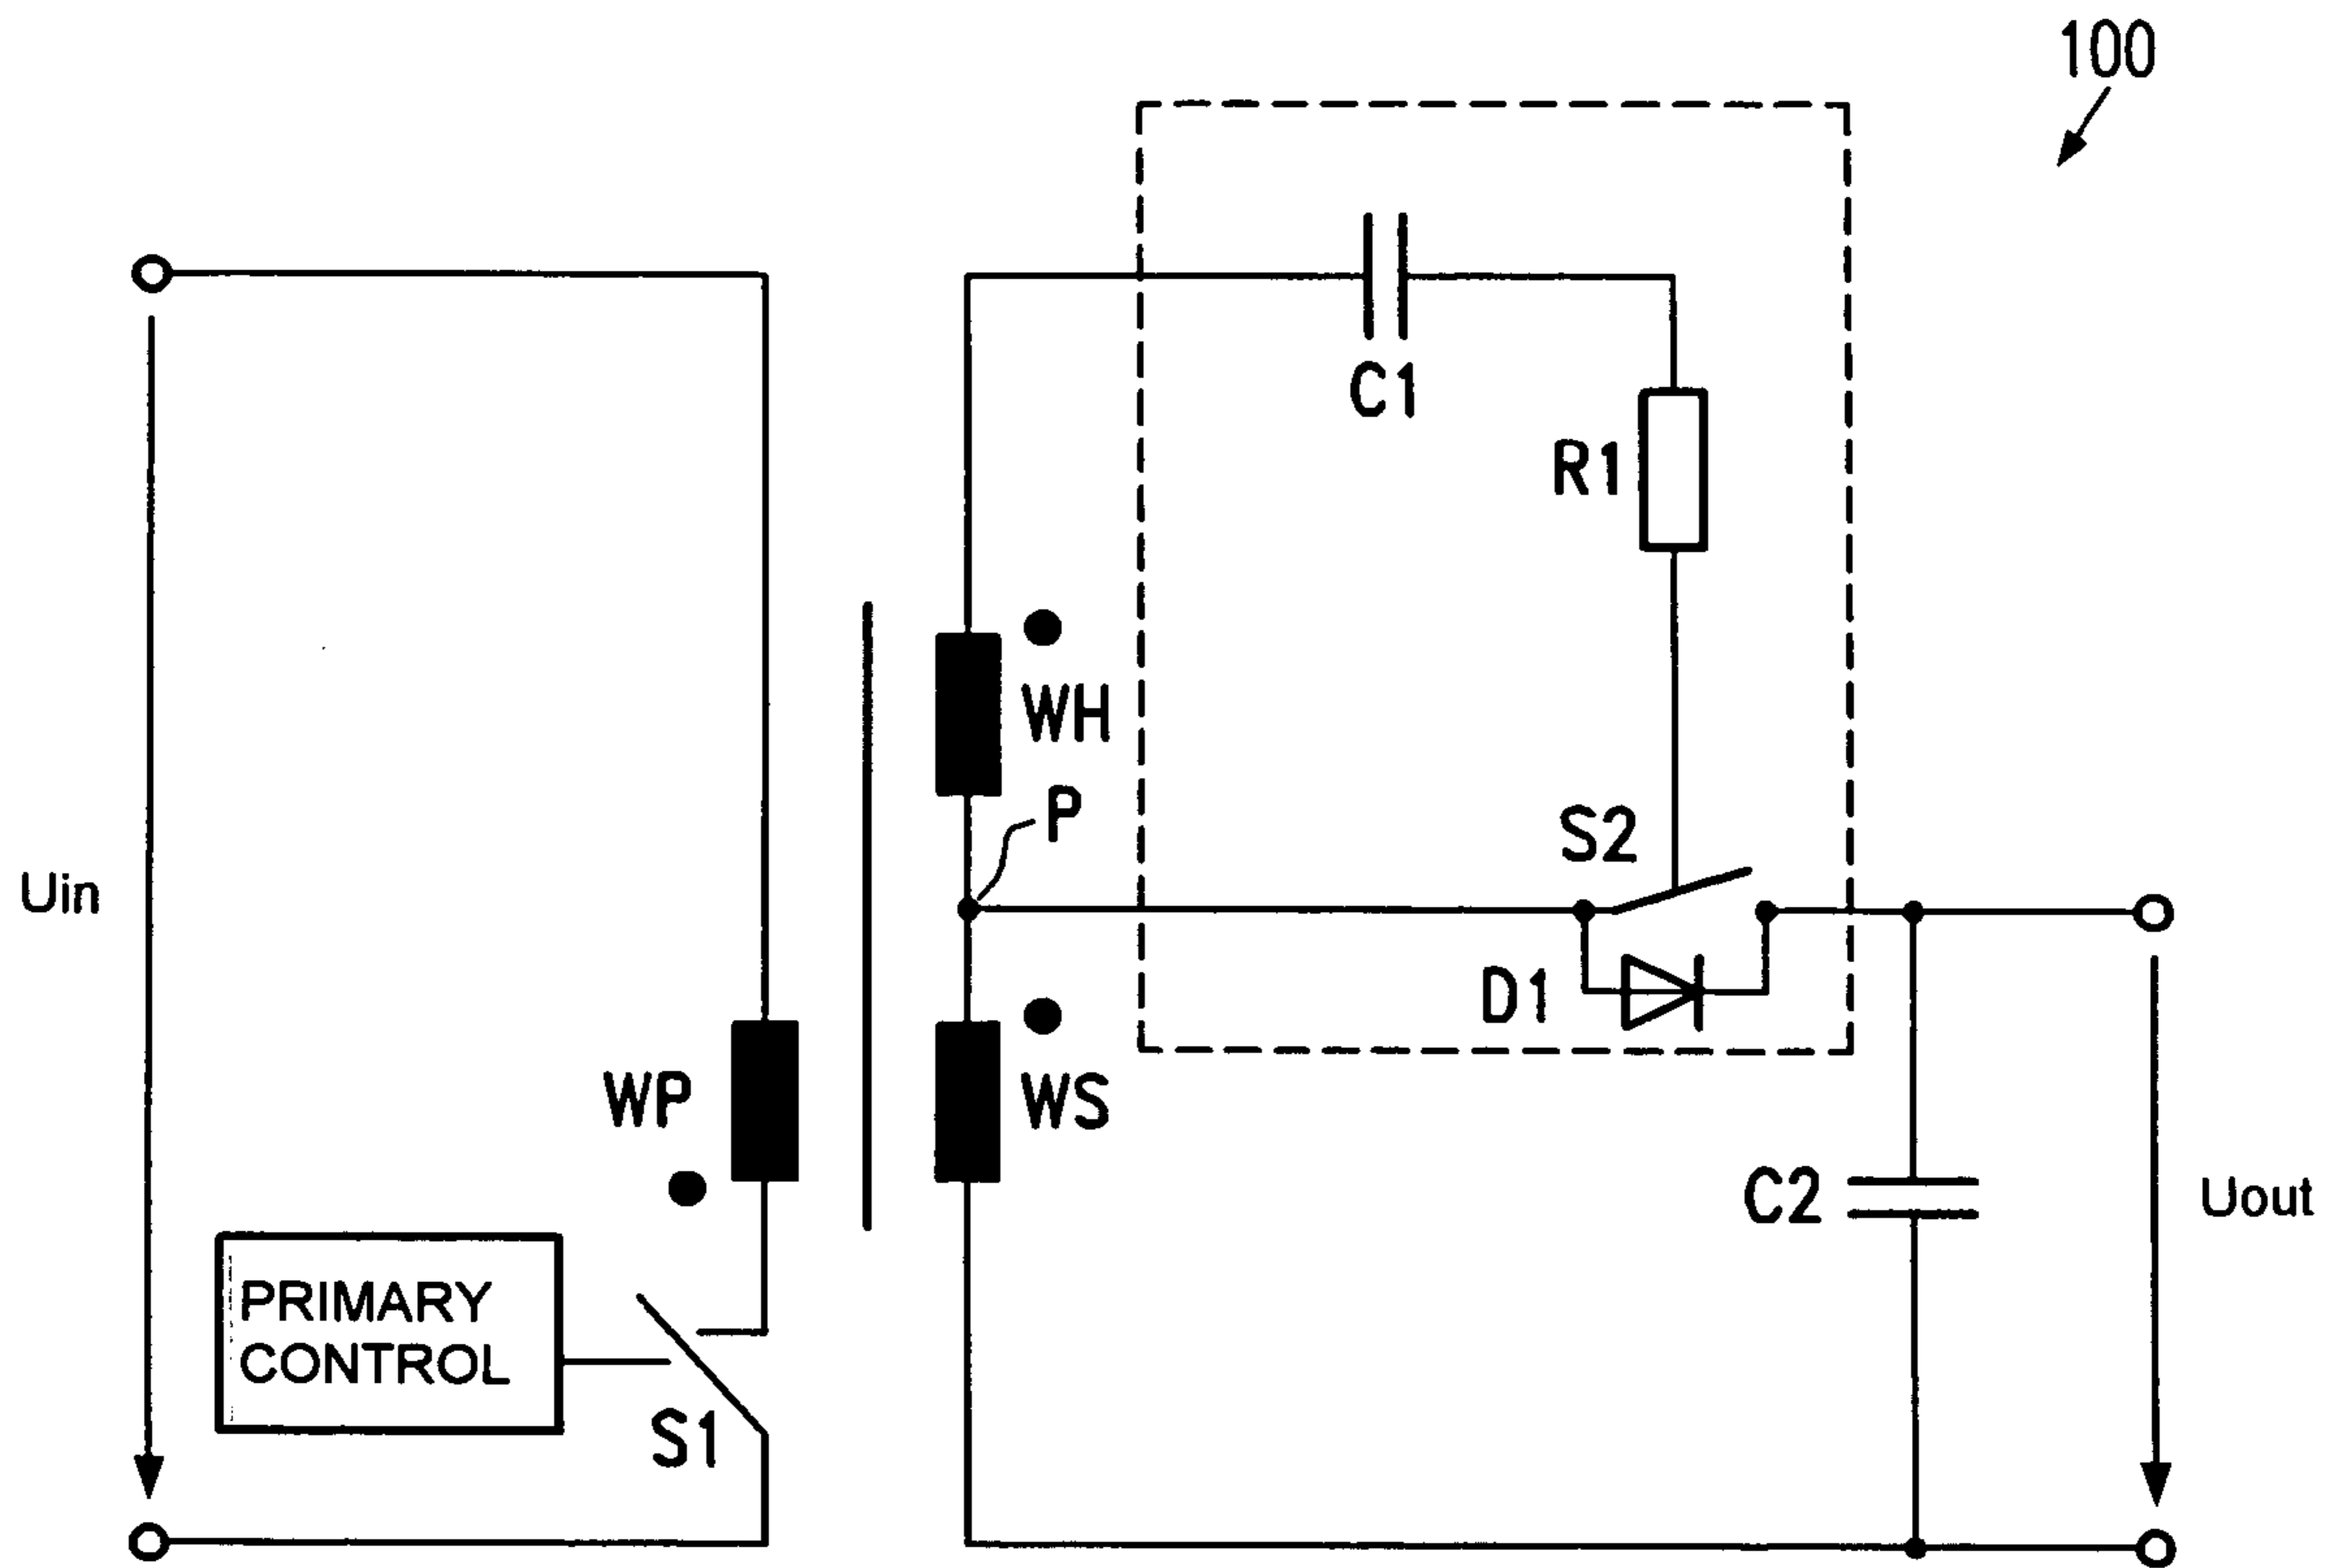 100
C1
R1
WH
P
S2
Uin
D1
WP
WS
C2
Uout
PRIMARY
CONTROL
S1